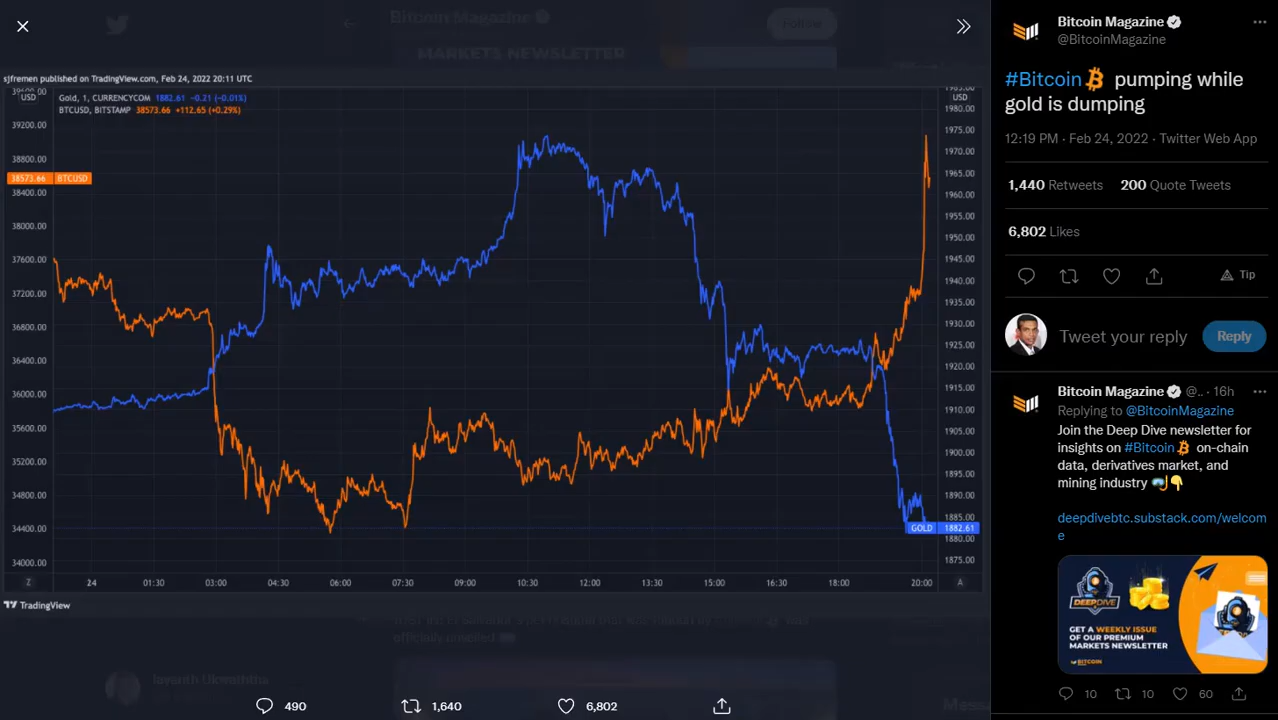 Bitcoin Magazine
Follow
MARKETS NEWSLETTER
sjfremen published on TradingView.com, Feb 24, 2022 20:11 UTC
USD
Gold, 1, CURRENCYCOM 1882.61 −0.21 (−0.01%)
BTCUSD, BITSTAMP 38573.66 +112.65 (+0.29%)
39200.00
38800.00
38573.66 BTCUSD
38400.00
38000.00
37600.00
37200.00
36800.00
36400.00
36000.00
35600.00
35200.00
34800.00
34400.00
34000.00
USD
1980.00
1975.00
1970.00
1965.00
1960.00
1955.00
1950.00
1945.00
1940.00
1935.00
1930.00
1925.00
1920.00
1915.00
1910.00
1905.00
1900.00
1895.00
1890.00
1885.00
GOLD 1882.61
1880.00
1875.00
Z 24 01:30 03:00 04:30 06:00 07:30 09:00 10:30 12:00 13:30 15:00 16:30 18:00 20:00 A
TradingView
officially unveiled
490 1,640 6,802
Bitcoin Magazine
@BitcoinMagazine
#Bitcoin pumping while
gold is dumping
12:19 PM · Feb 24, 2022 · Twitter Web App
1,440 Retweets 200 Quote Tweets
6,802 Likes
Tip
Tweet your reply Reply
Bitcoin Magazine @.. · 16h
Replying to @BitcoinMagazine
Join the Deep Dive newsletter for
insights on #Bitcoin on-chain
data, derivatives market, and
mining industry
deepdivebtc.substack.com/welcom
e
DEEPDIVE
GET A WEEKLY ISSUE
OF OUR PREMIUM
MARKETS NEWSLETTER
BITCOIN
10 10 60